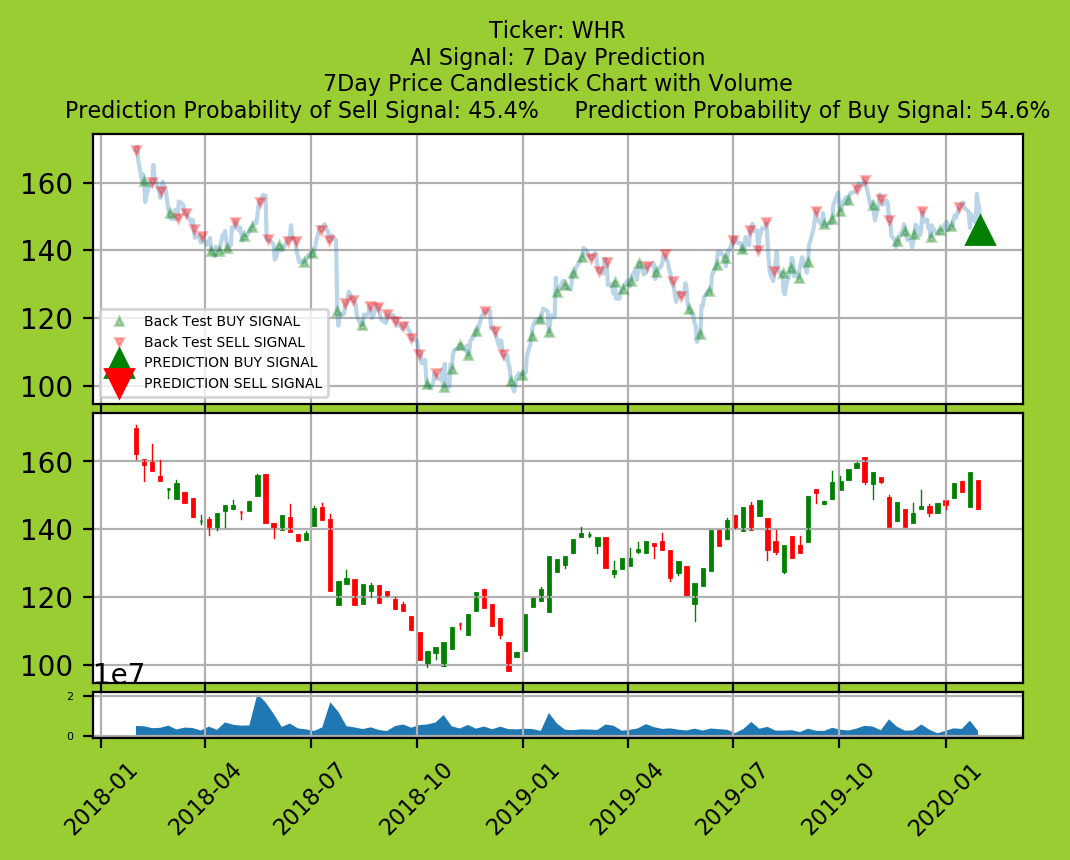 Ticker: WHR
AI Signal: 7 Day Prediction
7Day Price Candlestick Chart with Volume
Prediction Probability of Sell Signal: 45.4% Prediction Probability of Buy Signal: 54.6%
160
140
120
100
Back Test BUY SIGNAL
Back Test SELL SIGNAL
PREDICTION BUY SIGNAL
PREDICTION SELL SIGNAL
160
140
120
100
1e7
2
0
2018-01
2018-04
2018-07
2018-10
2019-01
2019-04
2019-07
2019-10
2020-01